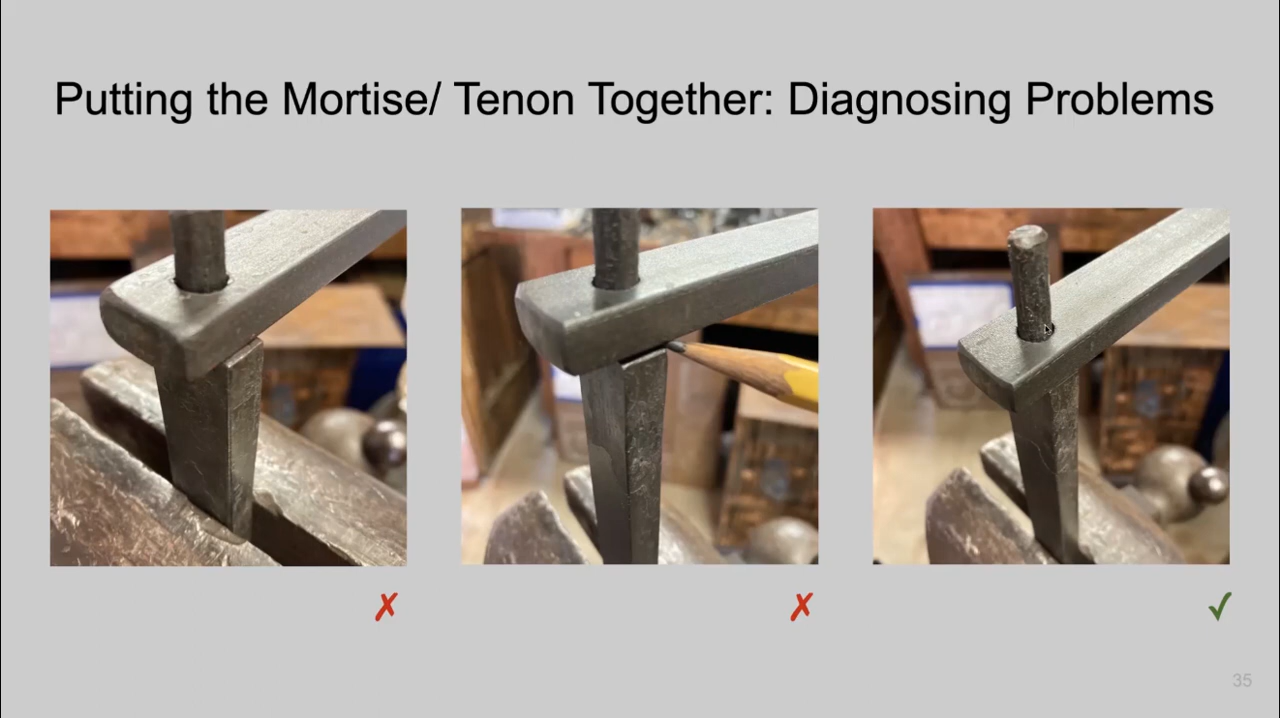 Putting the Mortise/ Tenon Together: Diagnosing Problems
✗
✗
✓
35